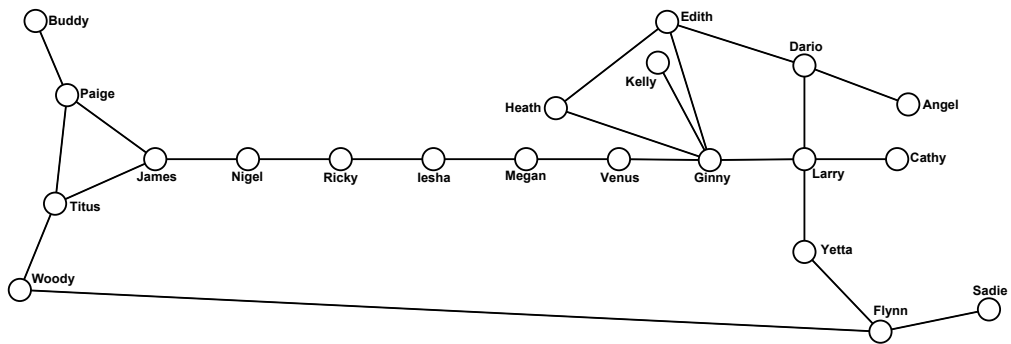 Buddy
Edith
Dario
Kelly
Paige
Heath
Angel
Cathy
James
Nigel
Ricky
Iesha
Megan
Venus
Ginny
Larry
Titus
Yetta
Woody
Sadie
Flynn